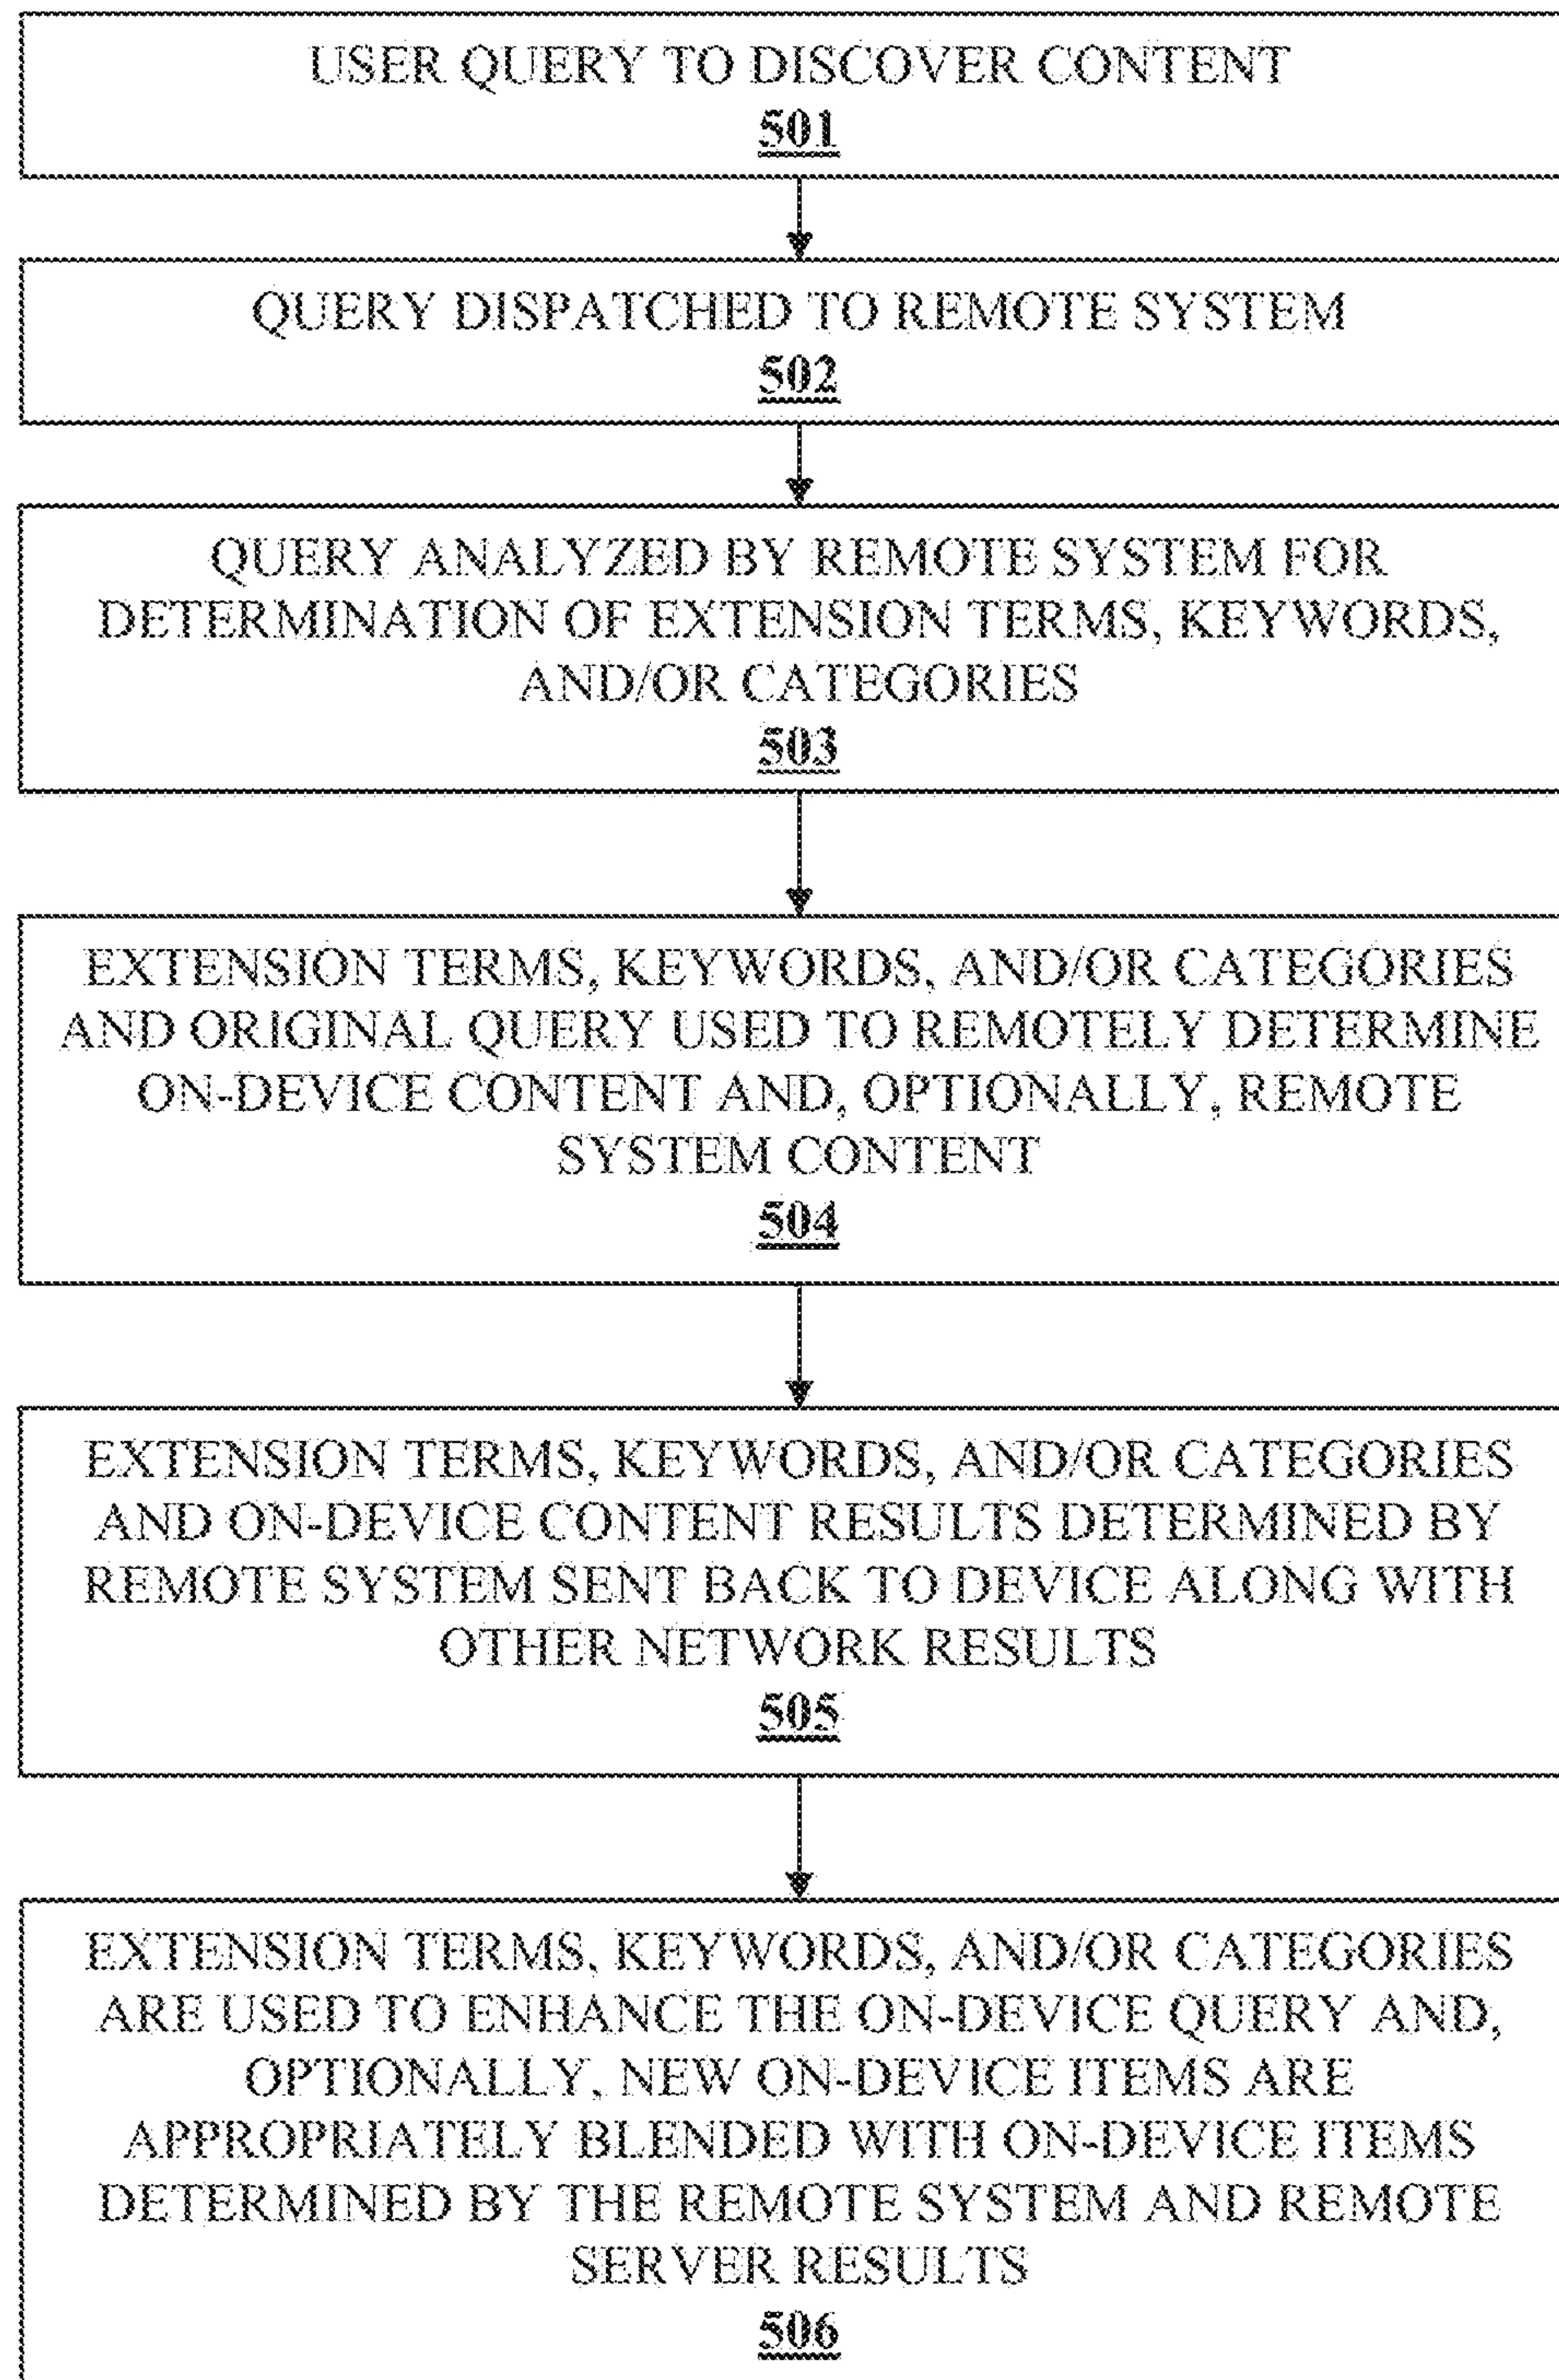 USER QUERY TO DISCOVER CONTENT
501
QUERY DISPATCHED TO REMOTE SYSTEM
502
QUERY ANALYZED BY REMOTE SYSTEM FOR
DETERMINATION OF EXTENSION TERMS, KEYWORDS,
AND/OR CATEGORIES
503
EXTENSION TERMS, KEYWORDS, AND/OR CATEGORIES
AND ORIGINAL QUERY USED TO REMOTELY DETERMINE
ON-DEVICE CONTENT AND, OPTIONALLY, REMOTE
SYSTEM CONTENT
504
EXTENSION TERMS, KEYWORDS, AND/OR CATEGORIES
AND ON-DEVICE CONTENT RESULTS DETERMINED BY
REMOTE SYSTEM SENT BACK TO DEVICE ALONG WITH
OTHER NETWORK RESULTS
505
EXTENSION TERMS, KEYWORDS, AND/OR CATEGORIES
ARE USED TO ENHANCE THE ON-DEVICE QUERY AND,
OPTIONALLY, NEW ON-DEVICE ITEMS ARE
APPROPRIATELY BLENDED WITH ON-DEVICE ITEMS
DETERMINED BY THE REMOTE SYSTEM AND REMOTE
SERVER RESULTS
506